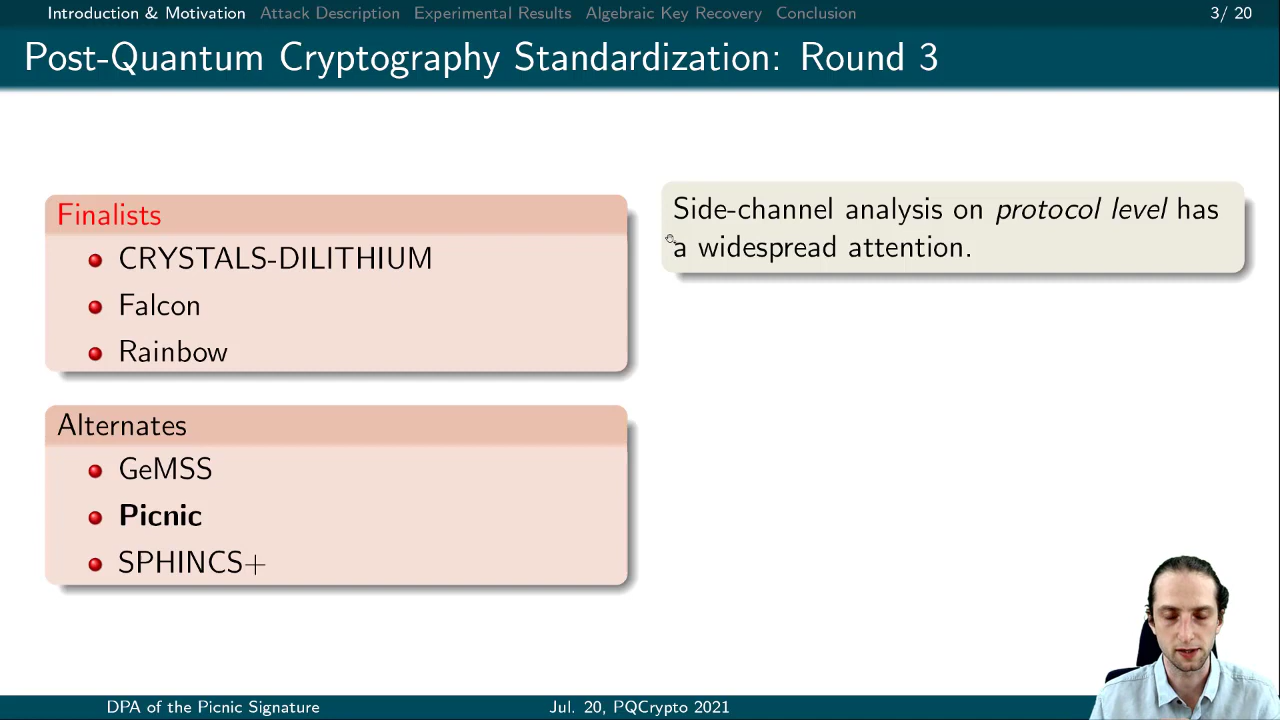 Introduction & Motivation Attack Description Experimental Results Algebraic Key Recovery Conclusion 3/ 20
Post-Quantum Cryptography Standardization: Round 3
Finalists
CRYSTALS-DILITHIUM
Falcon
Rainbow
Alternates
GeMSS
Picnic
SPHINCS+
Side-channel analysis on protocol level has
a widespread attention.
DPA of the Picnic Signature Jul. 20, PQCrypto 2021